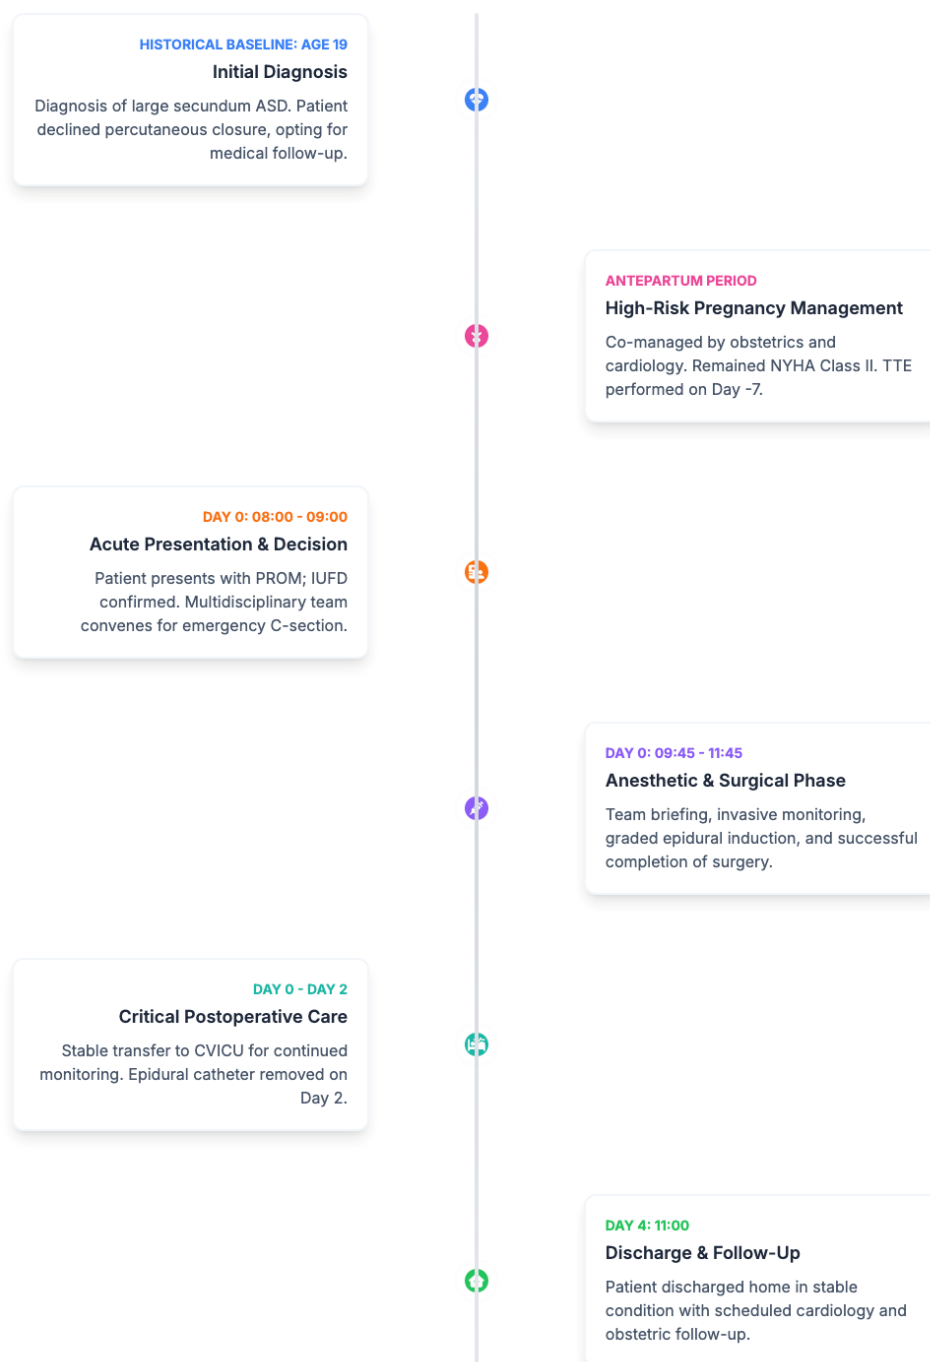 HISTORICAL BASELINE: AGE 19
Initial Diagnosis
Diagnosis of large secundum ASD. Patient
declined percutaneous closure, opting for
medical follow-up.
ANTEPARTUM PERIOD
High-Risk Pregnancy Management
Co-managed by obstetrics and
cardiology. Remained NYHA Class II. TTE
performed on Day -7.
DAY 0: 08:00 - 09:00
Acute Presentation & Decision
Patient presents with PROM; IUFD
confirmed. Multidisciplinary team
convenes for emergency C-section.
DAY 0: 09:45 - 11:45
Anesthetic & Surgical Phase
Team briefing, invasive monitoring,
graded epidural induction, and successful
completion of surgery.
DAY 0 - DAY 2
Critical Postoperative Care
Stable transfer to CVICU for continued
monitoring. Epidural catheter removed on
Day 2.
DAY 4: 11:00
Discharge & Follow-Up
Patient discharged home in stable
condition with scheduled cardiology and
obstetric follow-up.